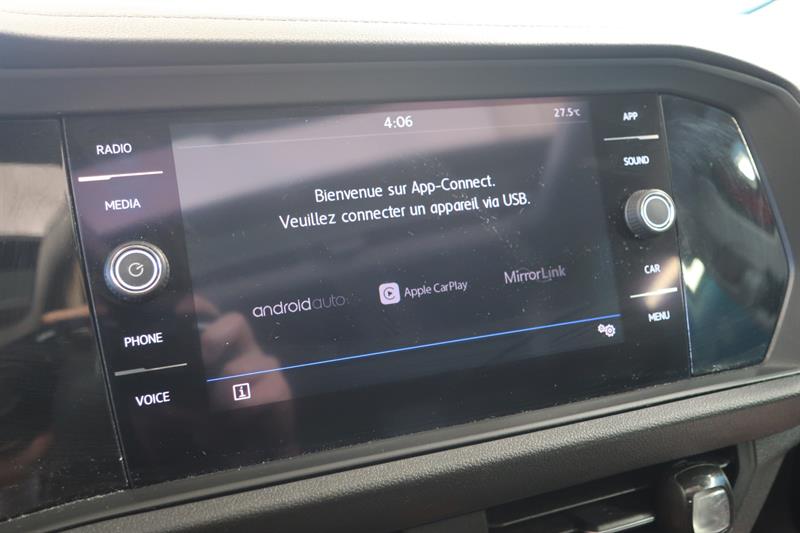 RADIO
MEDIA
PHONE
VOICE
4:06
27.5°C
Bienvenue sur App-Connect.
Veuillez connecter un appareil via USB.
androidauto
Apple CarPlay
MirrorLink
i
APP
SOUND
CAR
MENU